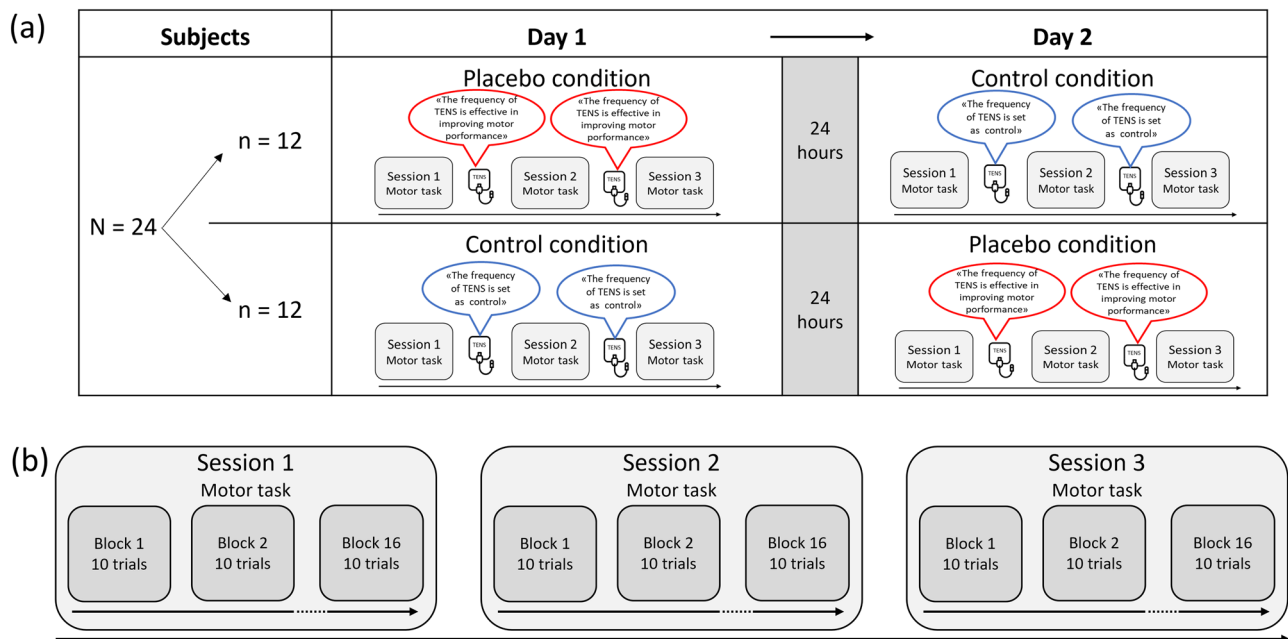 (a)
Subjects
Day 1
Day 2
N = 24
n = 12
Placebo condition
«The frequency of
TENS is effective in
improving motor
porformance»
«The frequency of
TENS is effective in
improving motor
performance»
Session 1
Motor task
TENS
Session 2
Motor task
TENS
Session 3
Motor task
24
hours
Control condition
«The frequency
of TENS is set
as control»
«The frequency
of TENS is set
as control»
Session 1
Motor task
TENS
Session 2
Motor task
TENS
Session 3
Motor task
n = 12
Control condition
«The frequency
of TENS is set
as control»
«The frequency
of TENS is set
as control»
Session 1
Motor task
TENS
Session 2
Motor task
TENS
Session 3
Motor task
24
hours
Placebo condition
«The frequency of
TENS is effective in
improving motor
porformance»
«The frequency of
TENS is effective in
improving motor
performance»
Session 1
Motor task
TENS
Session 2
Motor task
TENS
Session 3
Motor task
(b)
Session 1
Motor task
Block 1
10 trials
Block 2
10 trials
Block 16
10 trials
Session 2
Motor task
Block 1
10 trials
Block 2
10 trials
Block 16
10 trials
Session 3
Motor task
Block 1
10 trials
Block 2
10 trials
Block 16
10 trials